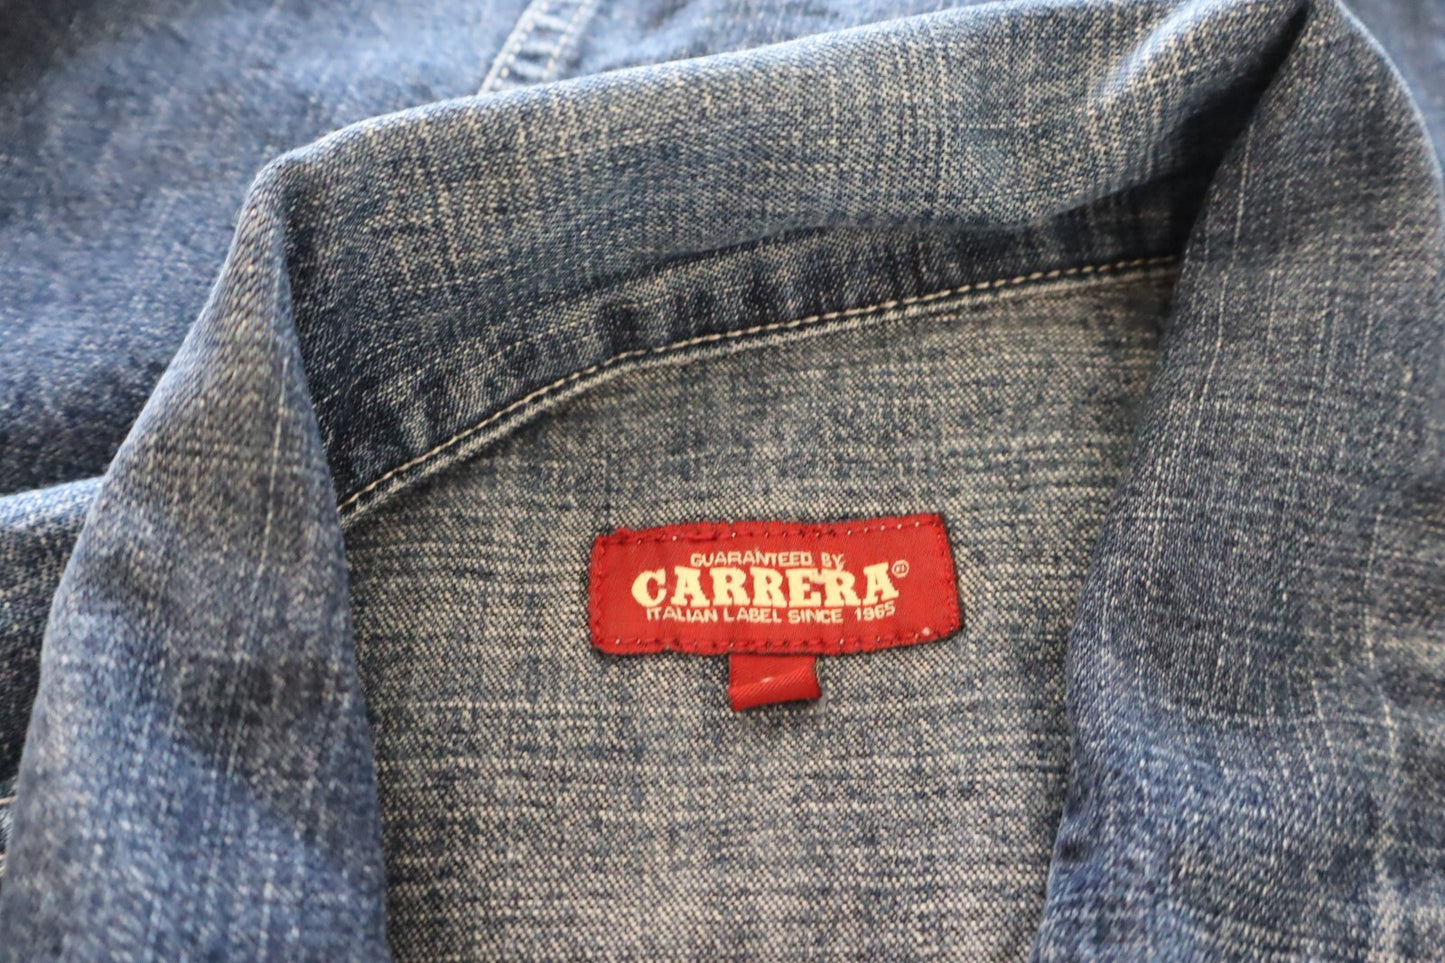 GUARANTEED BY
CARRERA®
ITALIAN LABEL SINCE 1965